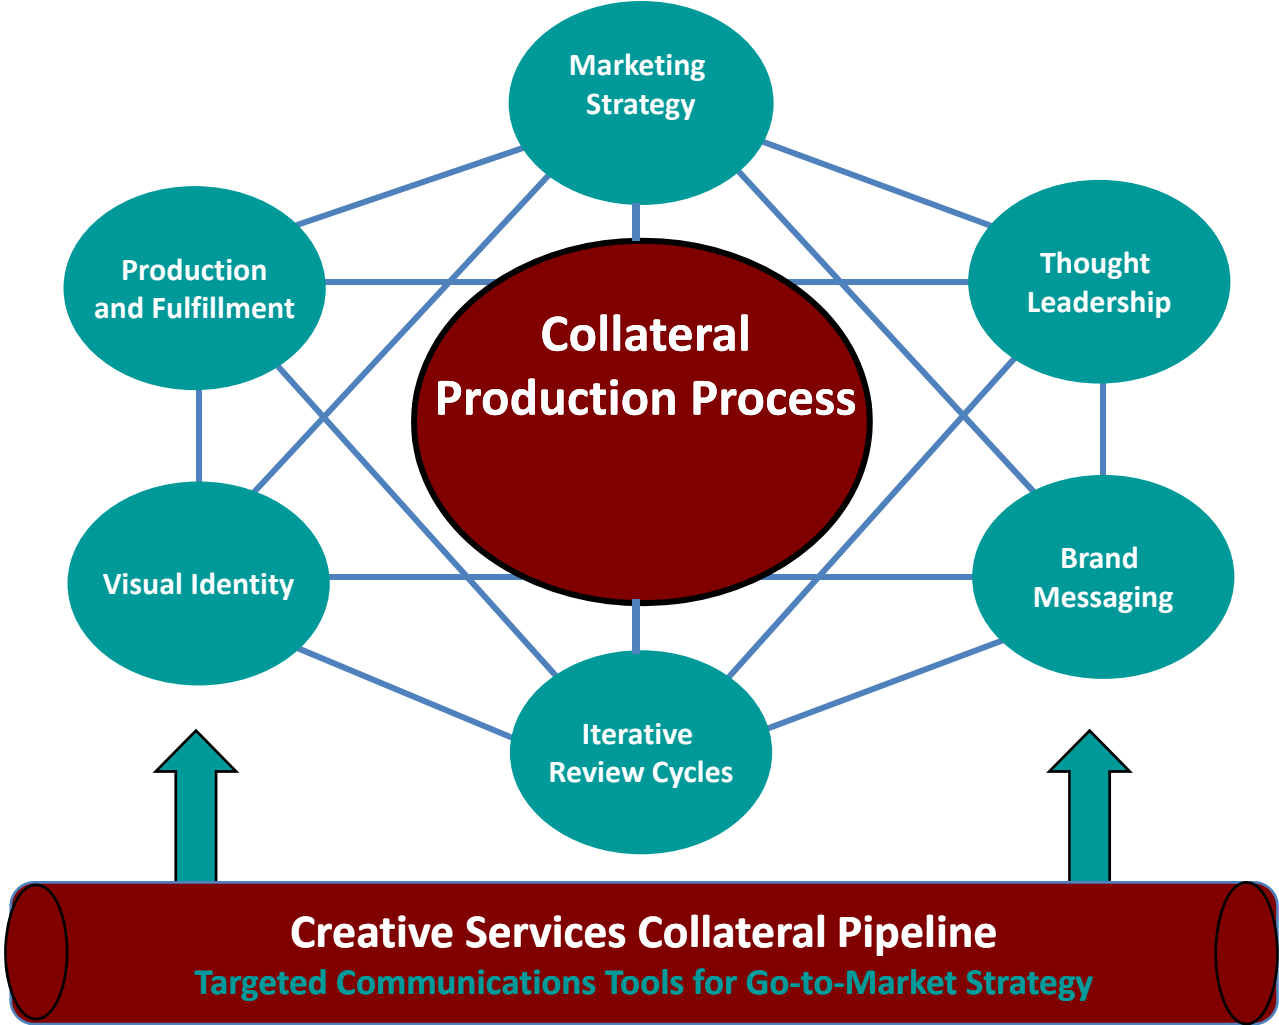 Marketing
Strategy
Production
and Fulfillment
Thought
Leadership
Collateral
Production Process
Visual Identity
Brand
Messaging
Iterative
Review Cycles
Creative Services Collateral Pipeline
Targeted Communications Tools for Go-to-Market Strategy